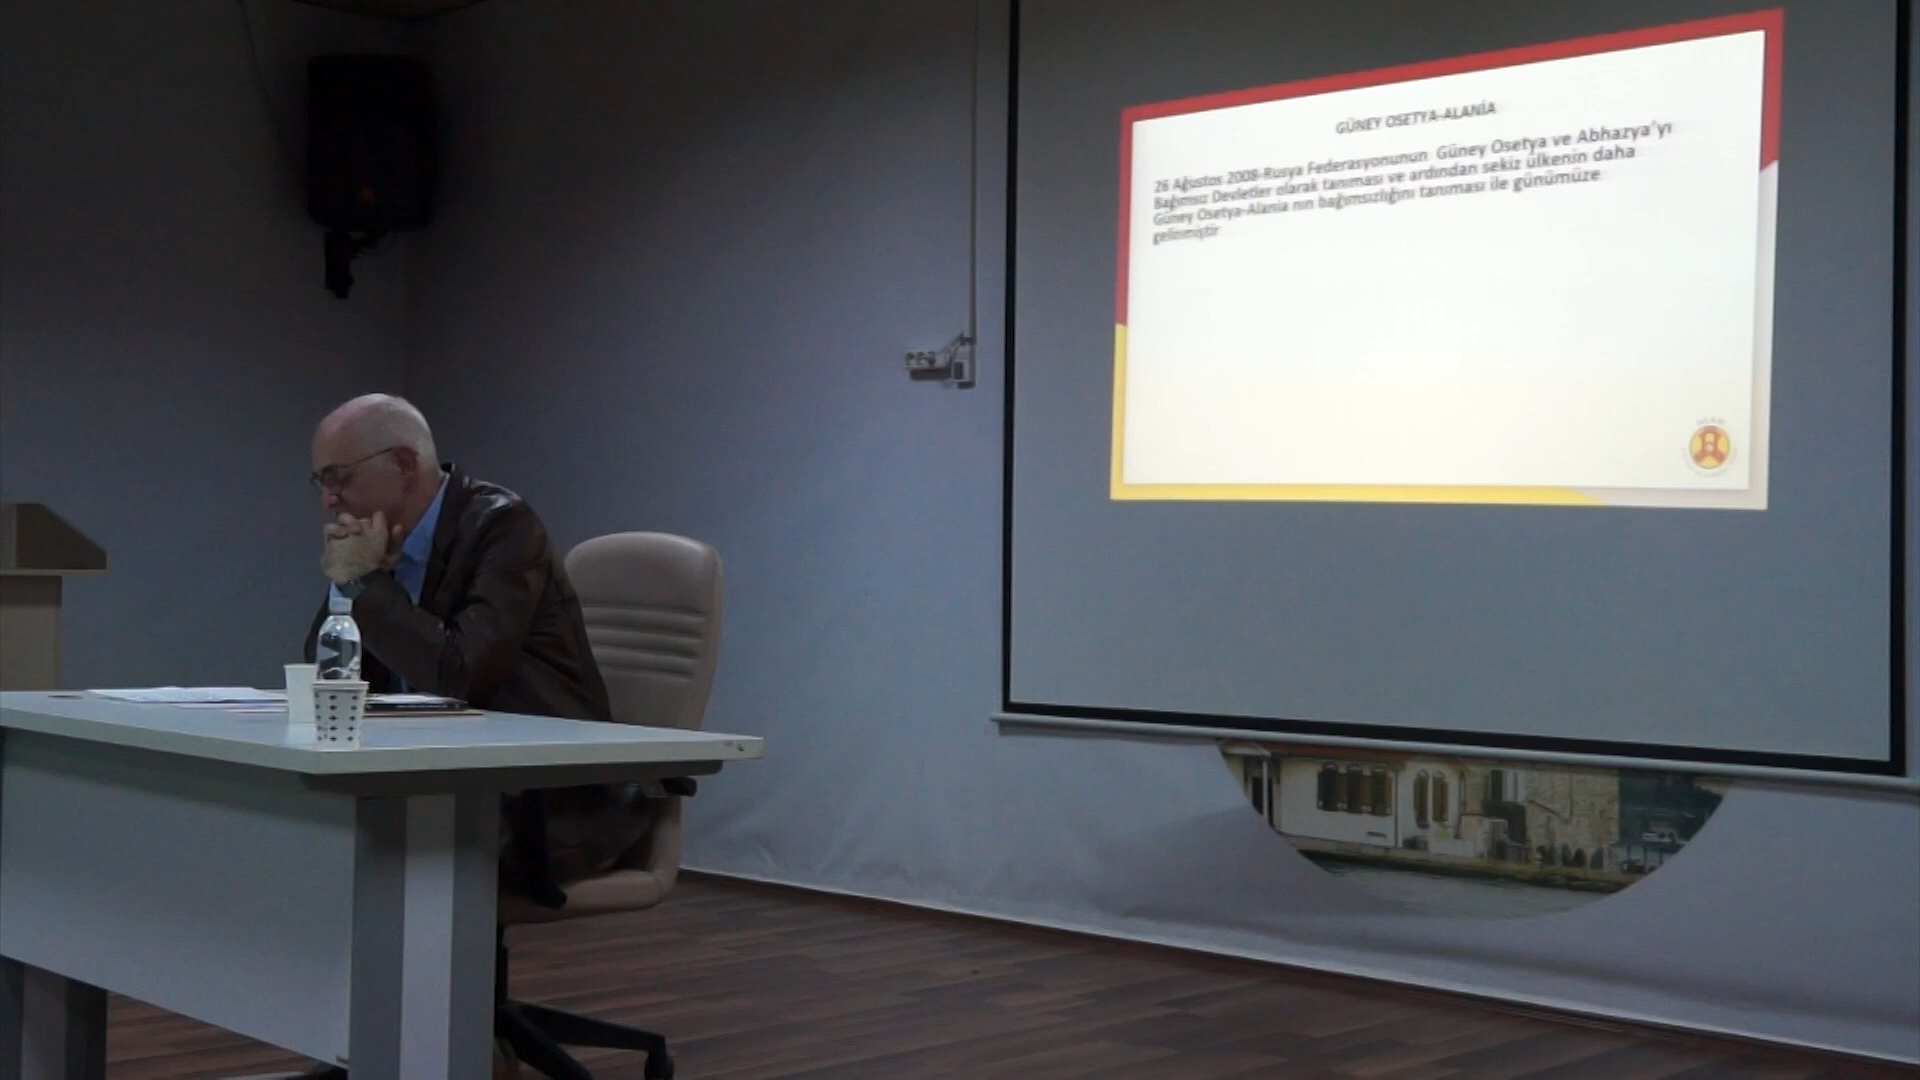 GÜNEY OSETYA-ALANİA
26 Ağustos 2008-Rusya Federasyonunun Güney Osetya ve Abhazya'yı
Bağımsız Devletler olarak tanıması ve ardından sekiz ülkenin daha
Güney Osetya-Alania nın bağımsızlığını tanıması ile günümüze
gelinmiştir